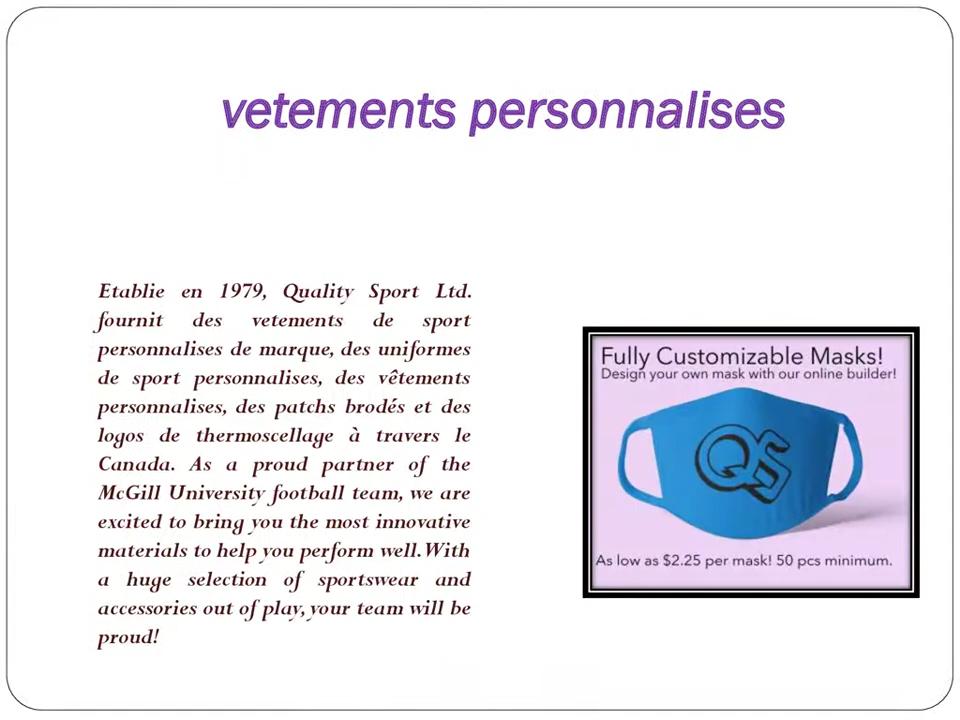 vetements personnalises
Etablie en 1979, Quality Sport Ltd.
fournit des vetements de sport
personnalises de marque, des uniformes
de sport personnalises, des vêtements
personnalises, des patchs brodés et des
logos de thermoscellage à travers le
Canada. As a proud partner of the
McGill University football team, we are
excited to bring you the most innovative
materials to help you perform well. With
a huge selection of sportswear and
accessories out of play, your team will be
proud!
Fully Customizable Masks!
Design your own mask with our online builder!
QS
As low as $2.25 per mask! 50 pcs minimum.